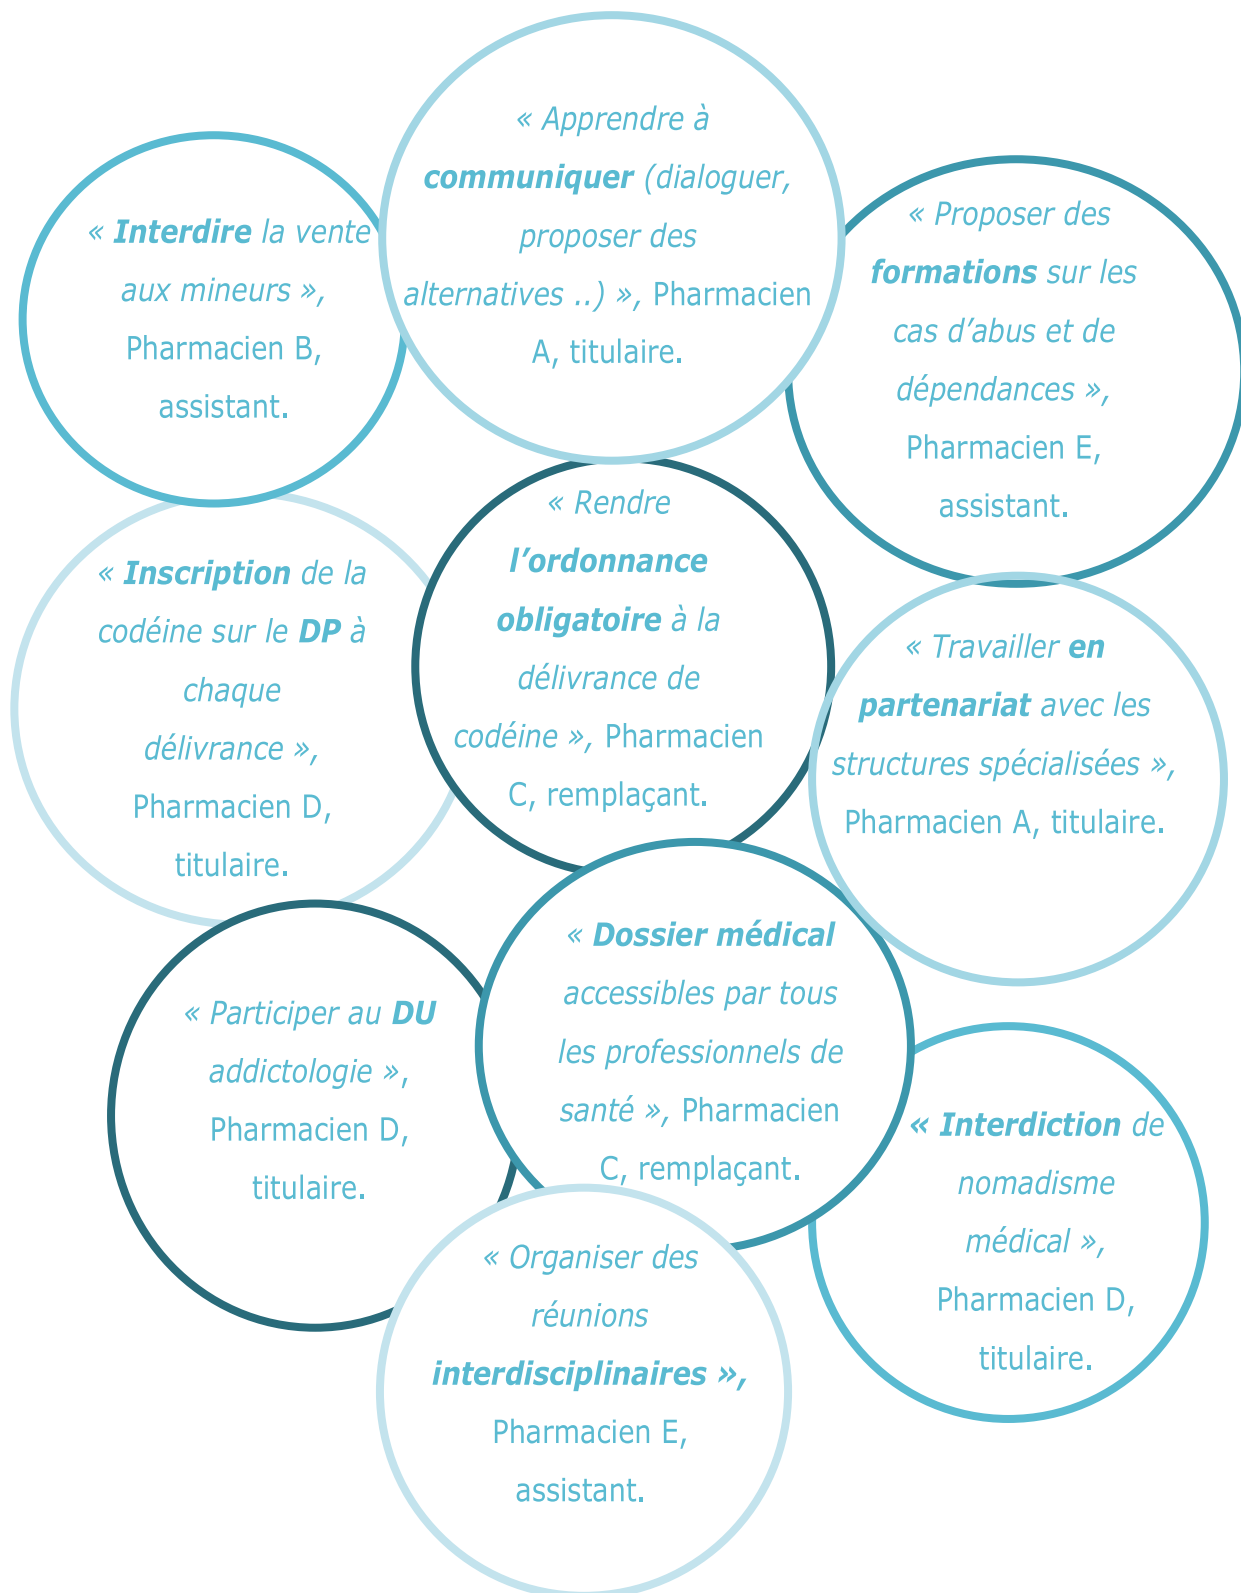 « Apprendre à
communiquer (dialoguer,
proposer des
alternatives ..) », Pharmacien
A, titulaire.
« Interdire la vente
aux mineurs »,
Pharmacien B,
assistant.
« Proposer des
formations sur les
cas d’abus et de
dépendances »,
Pharmacien E,
assistant.
« Inscription de la
codéine sur le DP à
chaque
délivrance »,
Pharmacien D,
titulaire.
« Rendre
l’ordonnance
obligatoire à la
délivrance de
codéine », Pharmacien
C, remplaçant.
« Travailler en
partenariat avec les
structures spécialisées »,
Pharmacien A, titulaire.
« Participer au DU
addictologie »,
Pharmacien D,
titulaire.
« Dossier médical
accessibles par tous
les professionnels de
santé », Pharmacien
C, remplaçant.
« Interdiction de
nomadisme
médical »,
Pharmacien D,
titulaire.
« Organiser des
réunions
interdisciplinaires »,
Pharmacien E,
assistant.